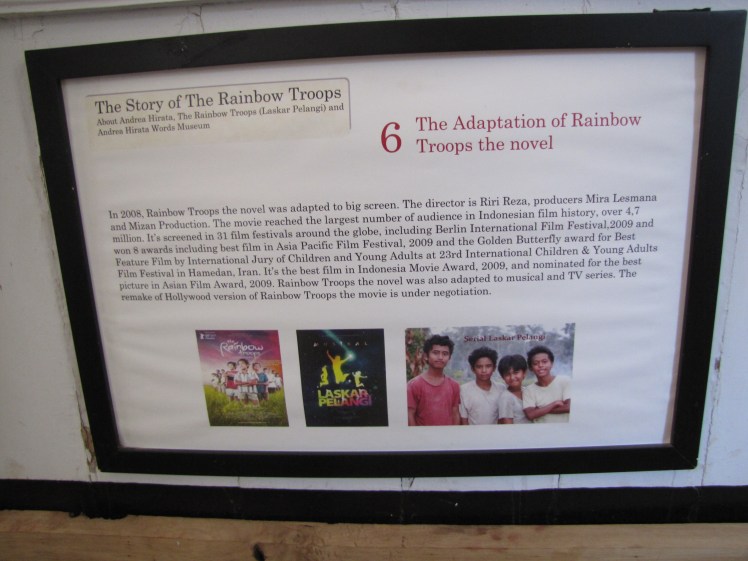 The Story of The Rainbow Troops
About Andrea Hirata, The Rainbow Troops (Laskar Pelangi) and
Andrea Hirata Words Museum
6
The Adaptation of Rainbow
Troops the novel
In 2008, Rainbow Troops the novel was adapted to big screen. The director is Riri Reza, producers Mira Lesmana
and Mizan Production. The movie reached the largest number of audience in Indonesian film history, over 4,7
million. It's screened in 31 film festivals around the globe, including Berlin International Film Festival,2009 and
won 8 awards including best film in Asia Pacific Film Festival, 2009 and the Golden Butterfly award for Best
Feature Film by International Jury of Children and Young Adults at 23rd International Children & Young Adults
Film Festival in Hamedan, Iran. It's the best film in Indonesia Movie Award, 2009, and nominated for the best
picture in Asian Film Award, 2009. Rainbow Troops the novel was also adapted to musical and TV series. The
remake of Hollywood version of Rainbow Troops the movie is under negotiation.
Rainbow
LASKAR
PELANGI
Serial Laskar Pelangi